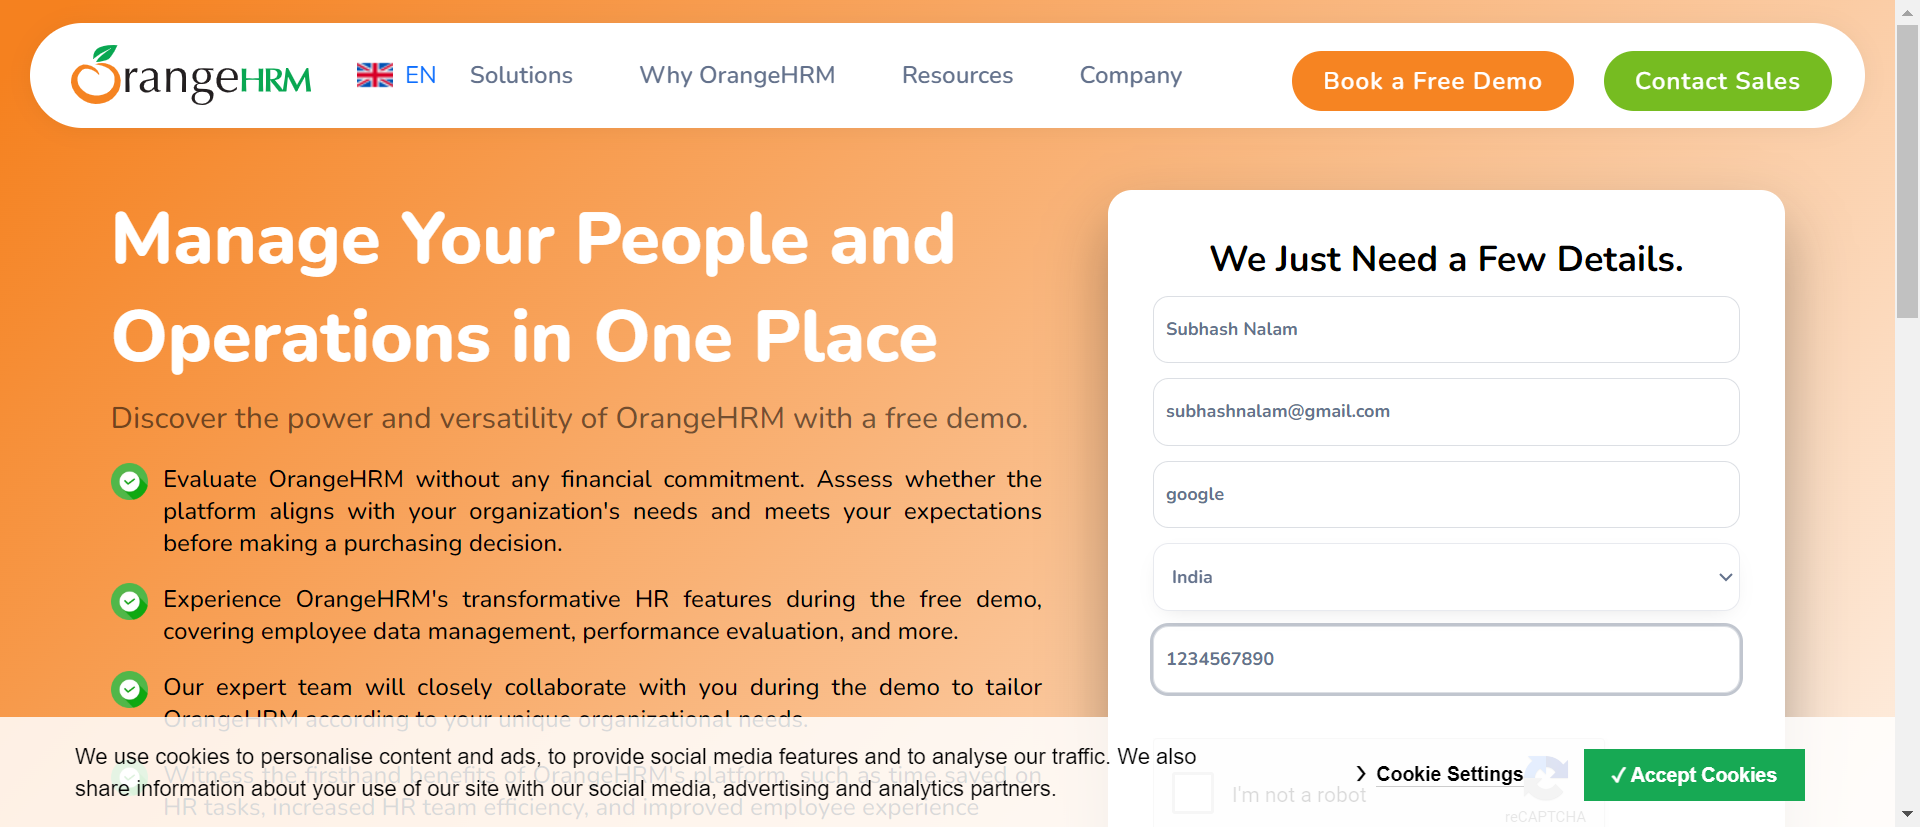 OrangeHRM
EN
Solutions
Why OrangeHRM
Resources
Company
Book a Free Demo
Contact Sales
Manage Your People and
Operations in One Place
Discover the power and versatility of OrangeHRM with a free demo.
Evaluate OrangeHRM without any financial commitment. Assess whether the
platform aligns with your organization's needs and meets your expectations
before making a purchasing decision.
Experience OrangeHRM's transformative HR features during the free demo,
covering employee data management, performance evaluation, and more.
Our expert team will closely collaborate with you during the demo to tailor
OrangeHRM according to your unique organizational needs.
Witness the firsthand benefits of OrangeHRM's platform, such as time saved on
HR tasks, increased HR team efficiency, and improved employee experience
We Just Need a Few Details.
Subhash Nalam
subhashnalam@gmail.com
google
India
1234567890
I'm not a robot
reCAPTCHA
We use cookies to personalise content and ads, to provide social media features and to analyse our traffic. We also
share information about your use of our site with our social media, advertising and analytics partners.
Cookie Settings
✓ Accept Cookies